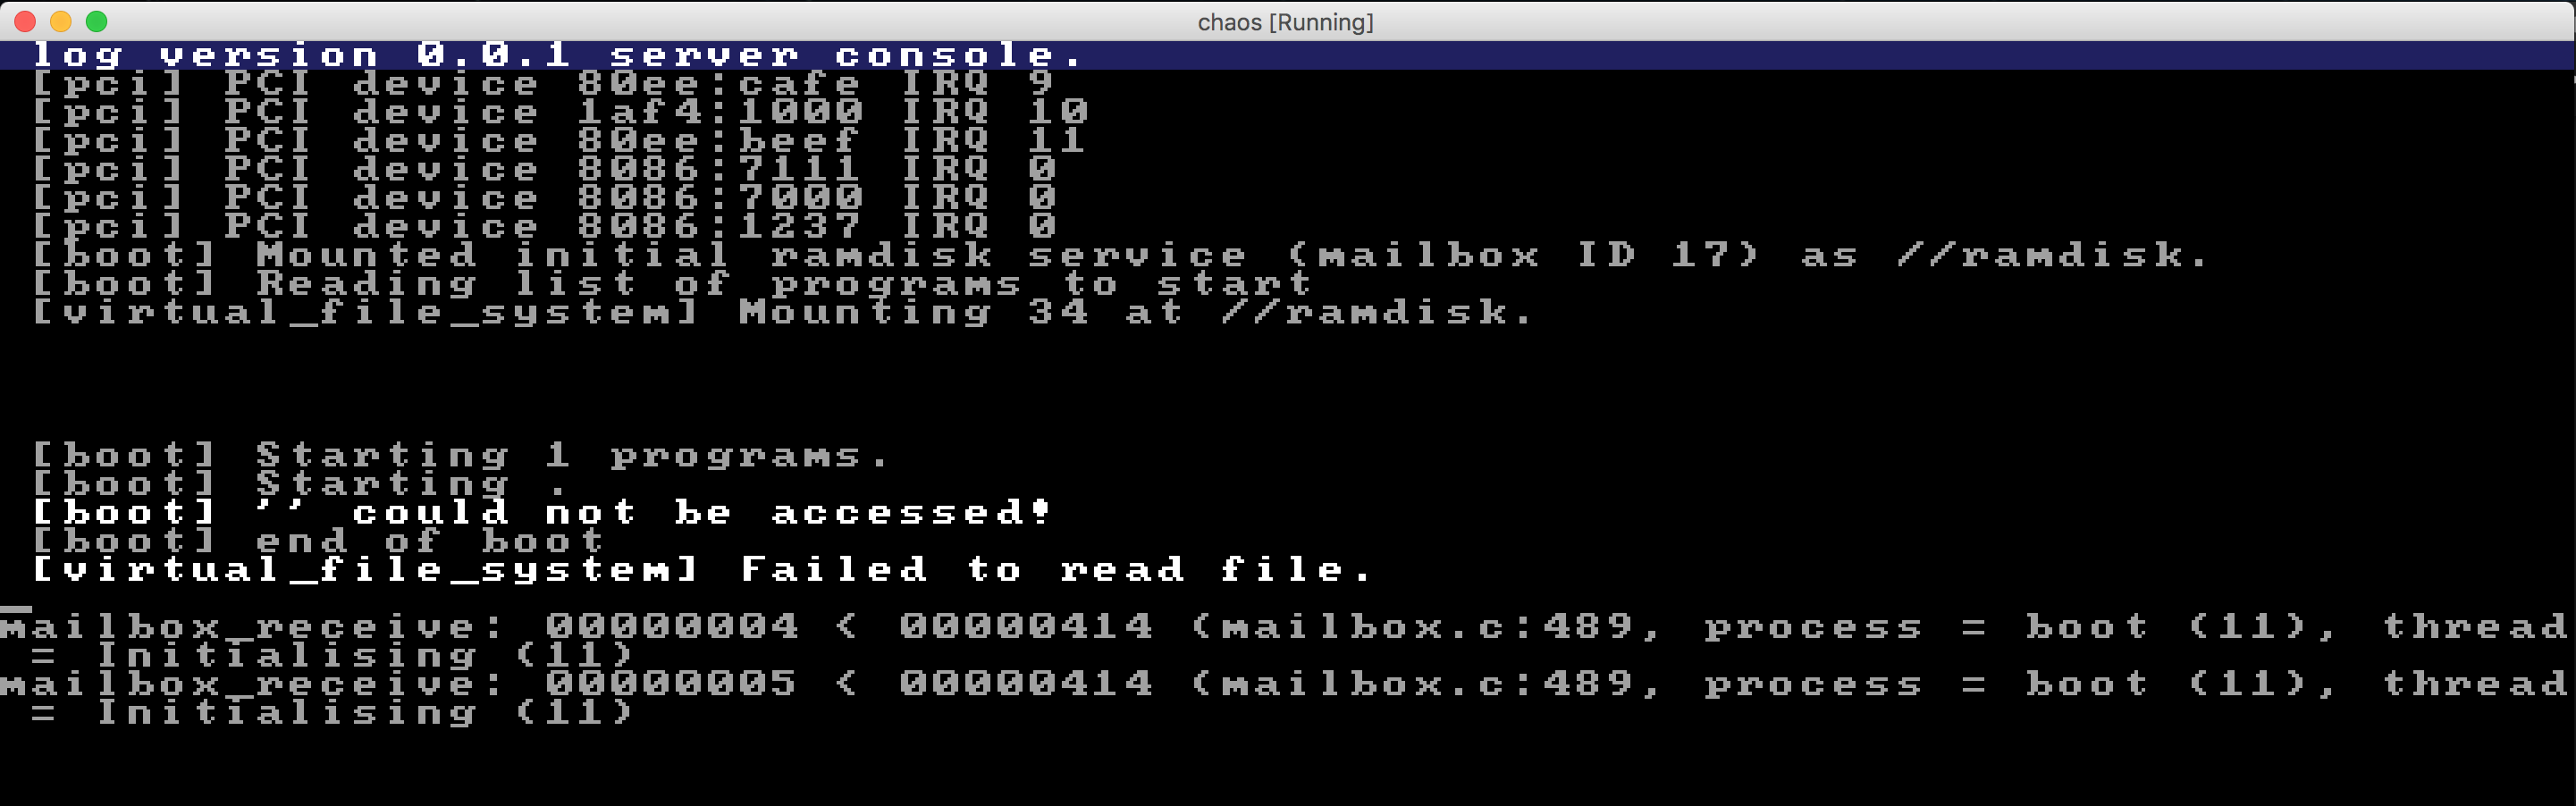 chaos [Running]
log version 0.0.1 server console.
[pci] PCI device 80ee:cafe IRQ 9
[pci] PCI device 1af4:1000 IRQ 10
[pci] PCI device 80ee:beef IRQ 11
[pci] PCI device 8086:7111 IRQ 0
[pci] PCI device 8086:7000 IRQ 0
[pci] PCI device 8086:1237 IRQ 0
[boot] Mounted initial ramdisk service (mailbox ID 17) as //ramdisk.
[boot] Reading list of programs to start
[virtual_file_system] Mounting 34 at //ramdisk.
[boot] Starting 1 programs.
[boot] Starting .
[boot] '' could not be accessed!
[boot] end of boot
[virtual_file_system] Failed to read file.
mailbox_receive: 00000004 < 00000414 (mailbox.c:489, process = boot (11), thread
= Initialising (11)
mailbox_receive: 00000005 < 00000414 (mailbox.c:489, process = boot (11), thread
= Initialising (11)